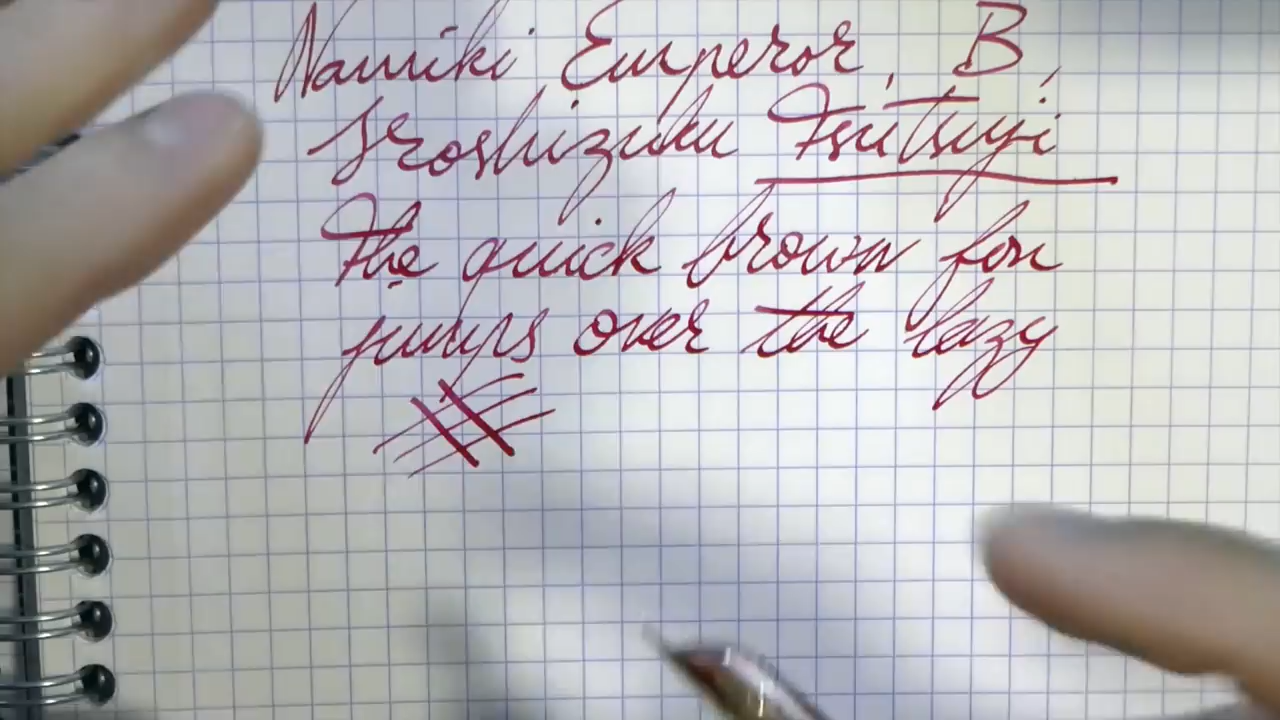 Namiki Emperor, B,
Iroshizuku Tsutsuji
The quick brown fox
jumps over the lazy